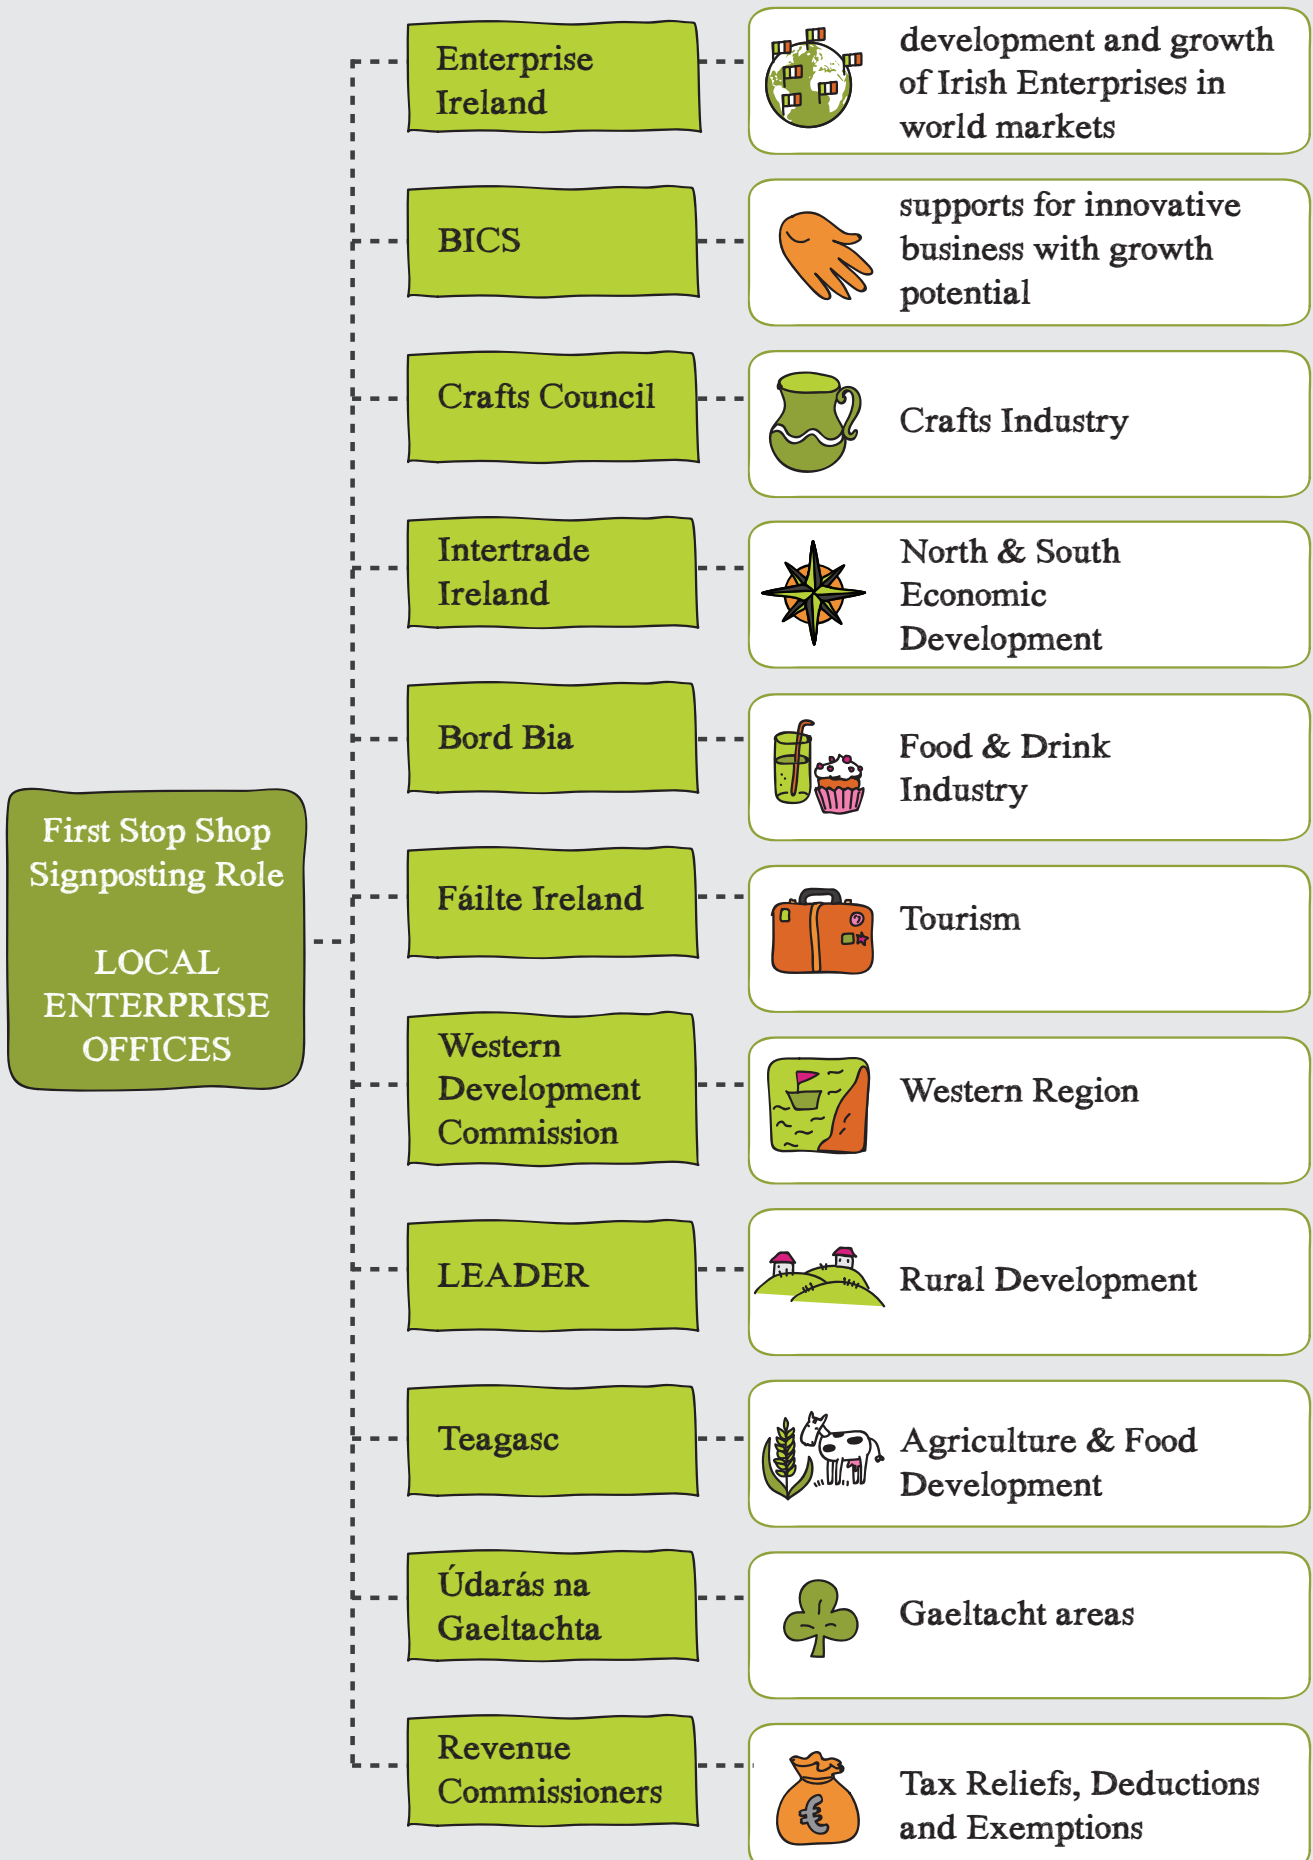 First Stop Shop
Signposting Role
LOCAL
ENTERPRISE
OFFICES
Enterprise
Ireland
development and growth
of Irish Enterprises in
world markets
BICS
supports for innovative
business with growth
potential
Crafts Council
Crafts Industry
Intertrade
Ireland
North & South
Economic
Development
Bord Bia
Food & Drink
Industry
Fáilte Ireland
Tourism
Western
Development
Commission
Western Region
LEADER
Rural Development
Teagasc
Agriculture & Food
Development
Údarás na
Gaeltachta
Gaeltacht areas
Revenue
Commissioners
€
Tax Reliefs, Deductions
and Exemptions